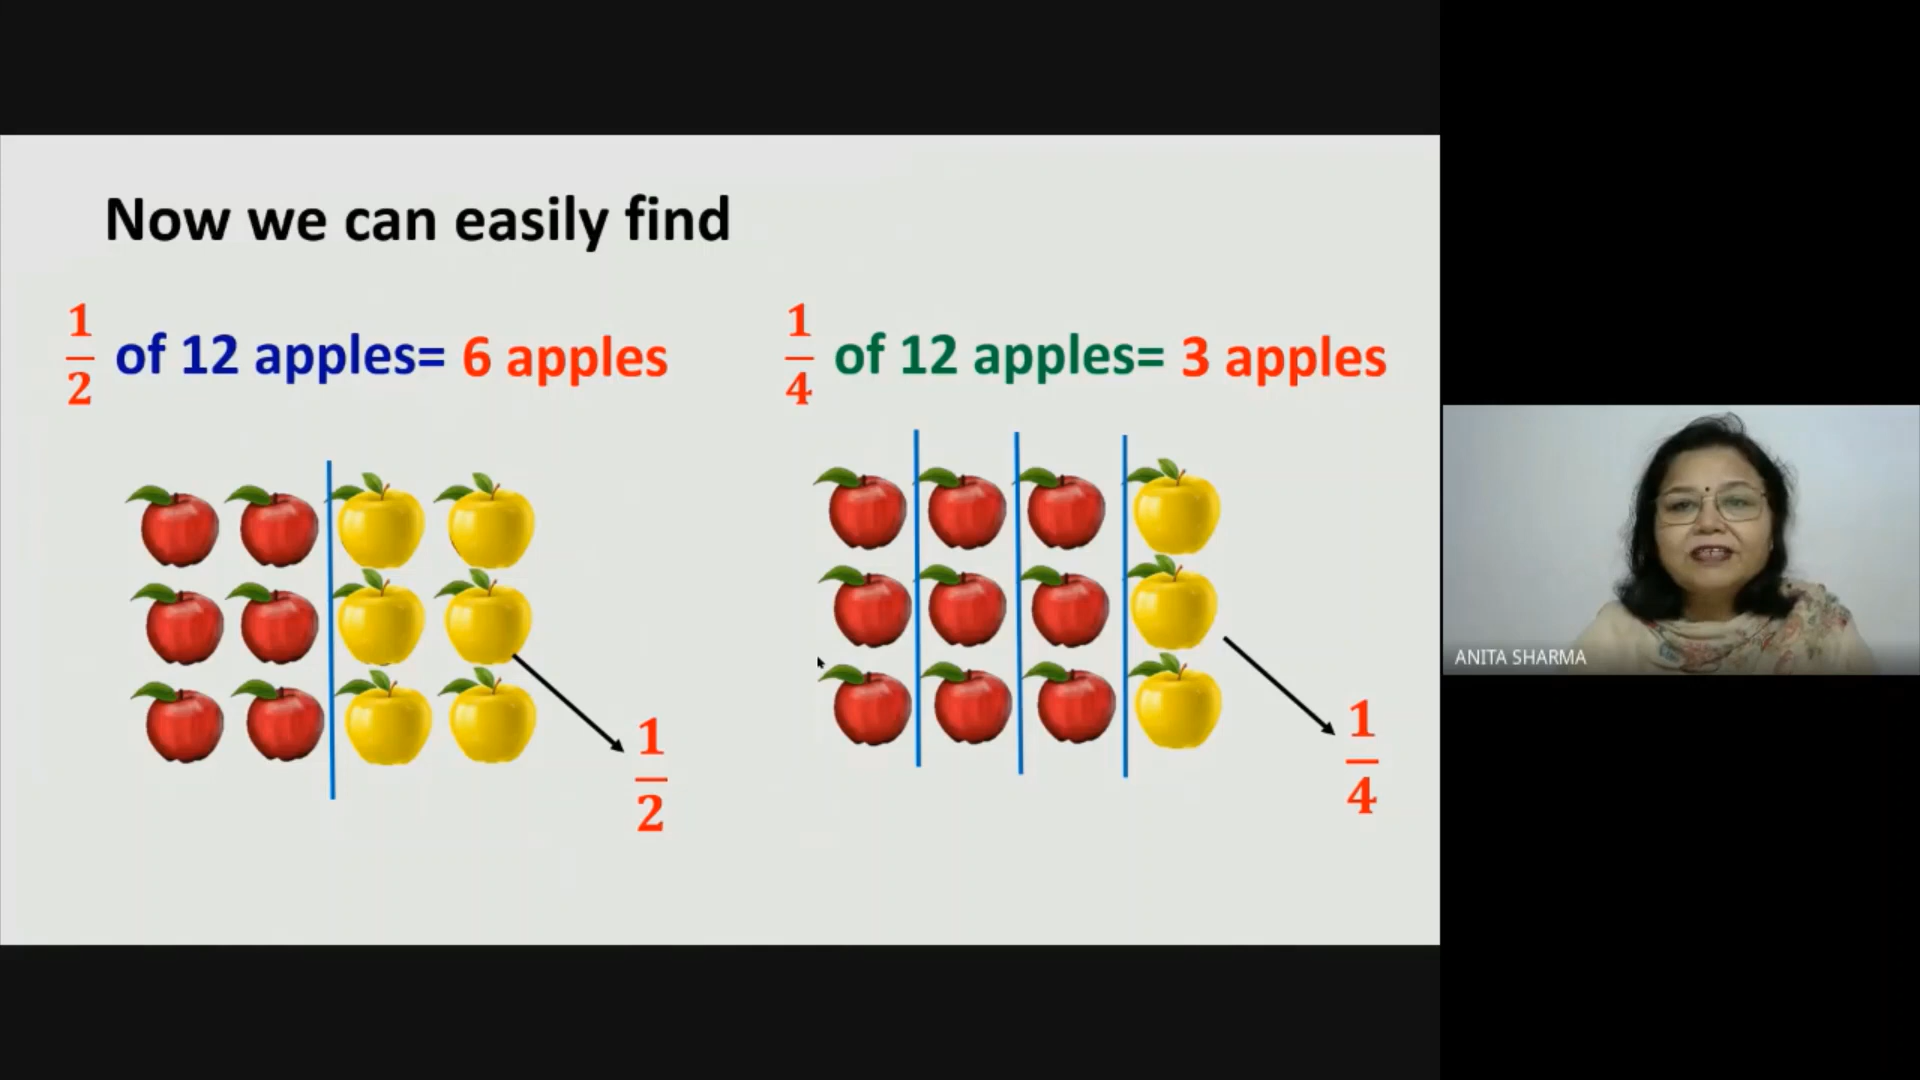 Now we can easily find
1/2 of 12 apples= 6 apples
1/4 of 12 apples= 3 apples
1/2
1/4
ANITA SHARMA